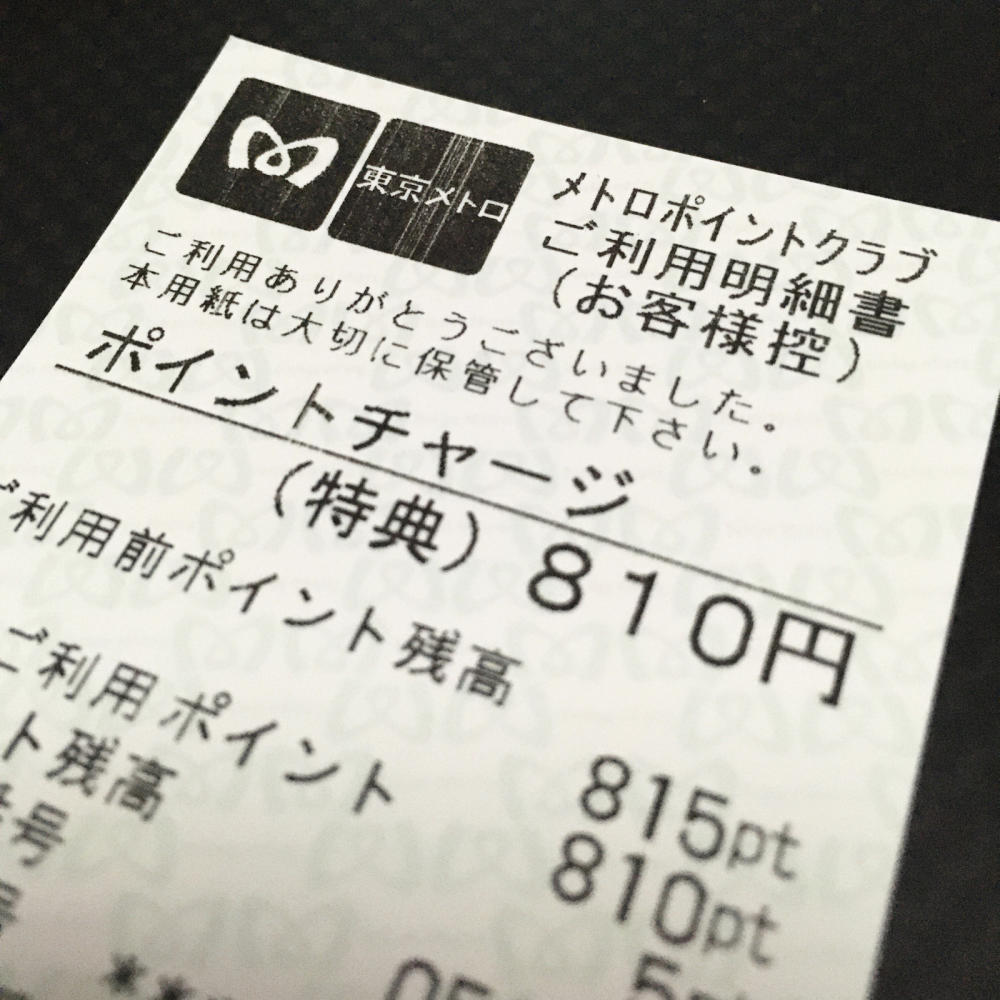 東京メトロ
メトロポイントクラブ
ご利用明細書
(お客様控)
ご利用ありがとうございました。
本用紙は大切に保管して下さい。
ポイントチャージ
(特典) 810円
ご利用前ポイント残高 815pt
ご利用ポイント 810pt
ト残高 5pt
号
05